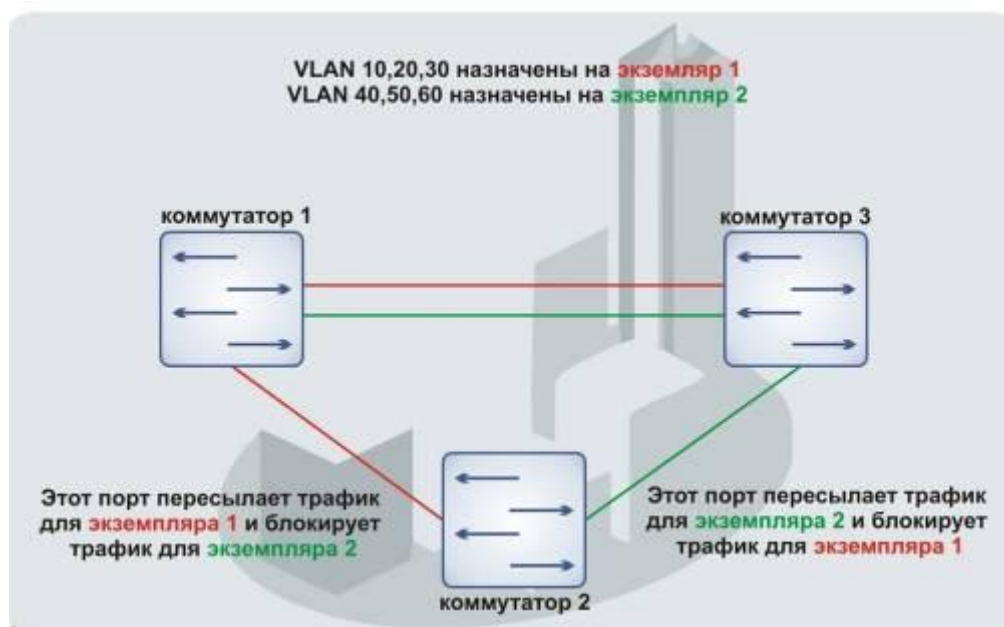 VLAN 10,20,30 назначены на экземляр 1
VLAN 40,50,60 назначены на экземпляр 2
коммутатор 1
коммутатор 3
Этот порт пересылает трафик
для экземпляра 1 и блокирует
трафик для экземпляра 2
Этот порт пересылает трафик
для экземпляра 2 и блокирует
трафик для экземпляра 1
коммутатор 2